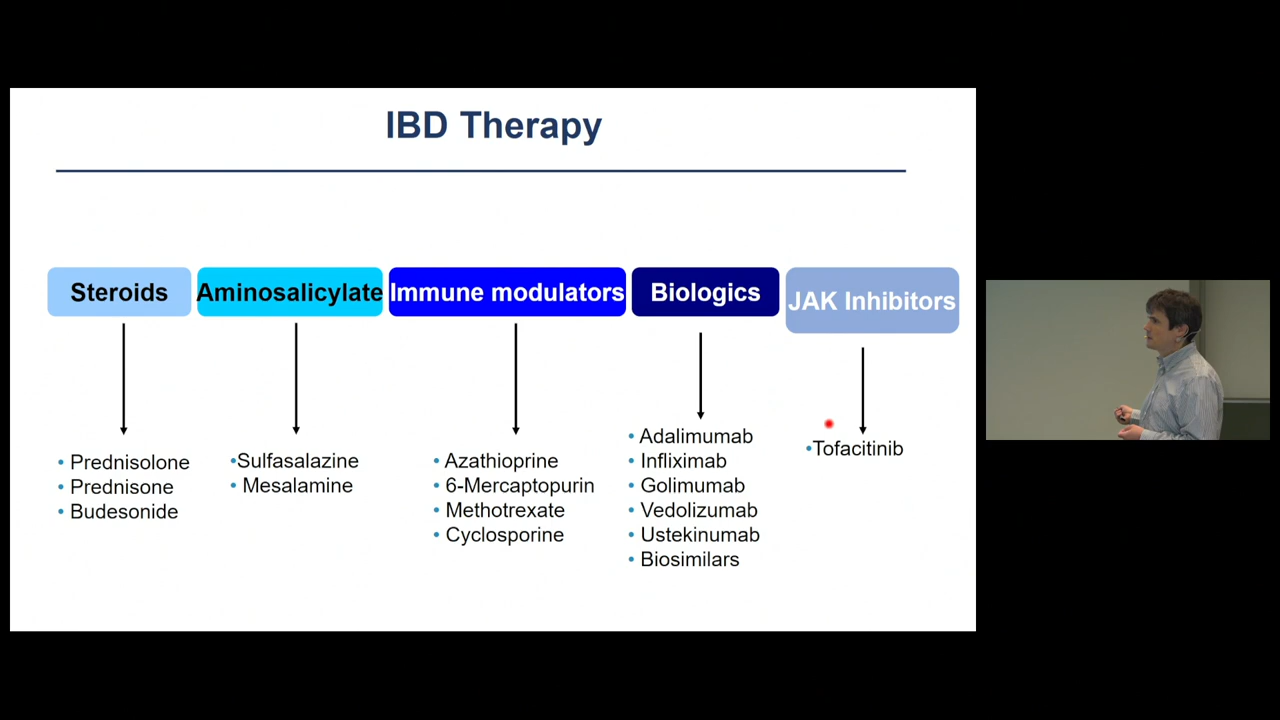 IBD Therapy
Steroids
Aminosalicylate
Immune modulators
Biologics
JAK Inhibitors
• Prednisolone
• Prednisone
• Budesonide
•Sulfasalazine
• Mesalamine
• Azathioprine
• 6-Mercaptopurin
• Methotrexate
• Cyclosporine
• Adalimumab
• Infliximab
• Golimumab
• Vedolizumab
• Ustekinumab
• Biosimilars
•Tofacitinib